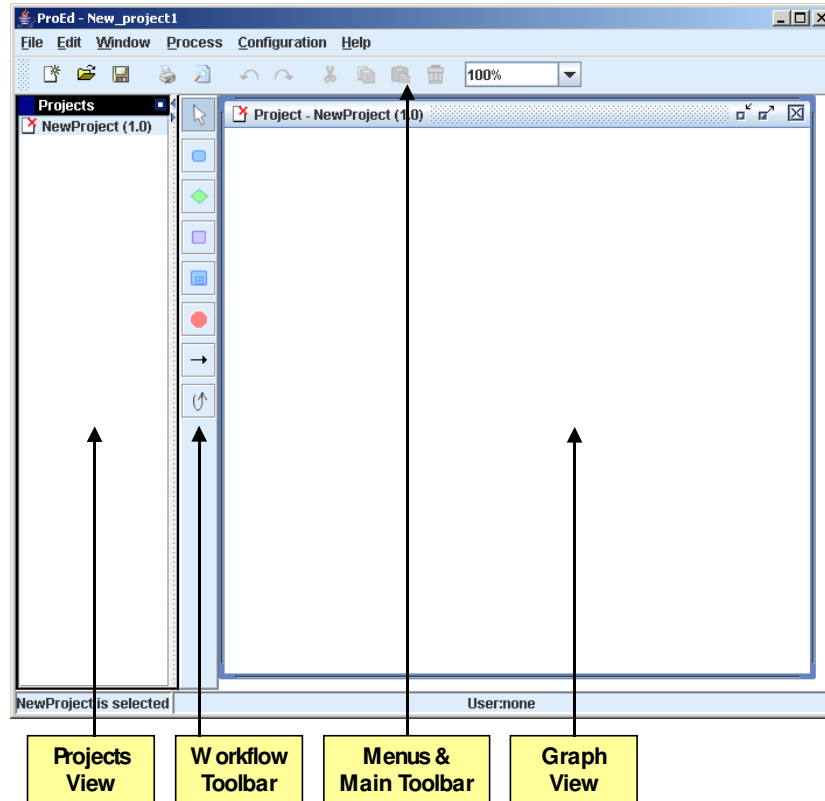 ProEd - New_project1
File Edit Window Process Configuration Help
100%
Projects
NewProject (1.0)
Project - NewProject (1.0)
NewProject is selected
User:none
Projects
View
Workflow
Toolbar
Menus &
Main Toolbar
Graph
View